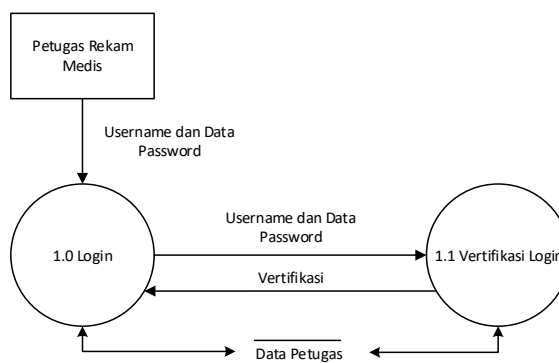 Petugas Rekam
Medis
Username dan Data
Password
Username dan Data
Password
1.0 Login
1.1 Vertifikasi Login
Vertifikasi
Data Petugas